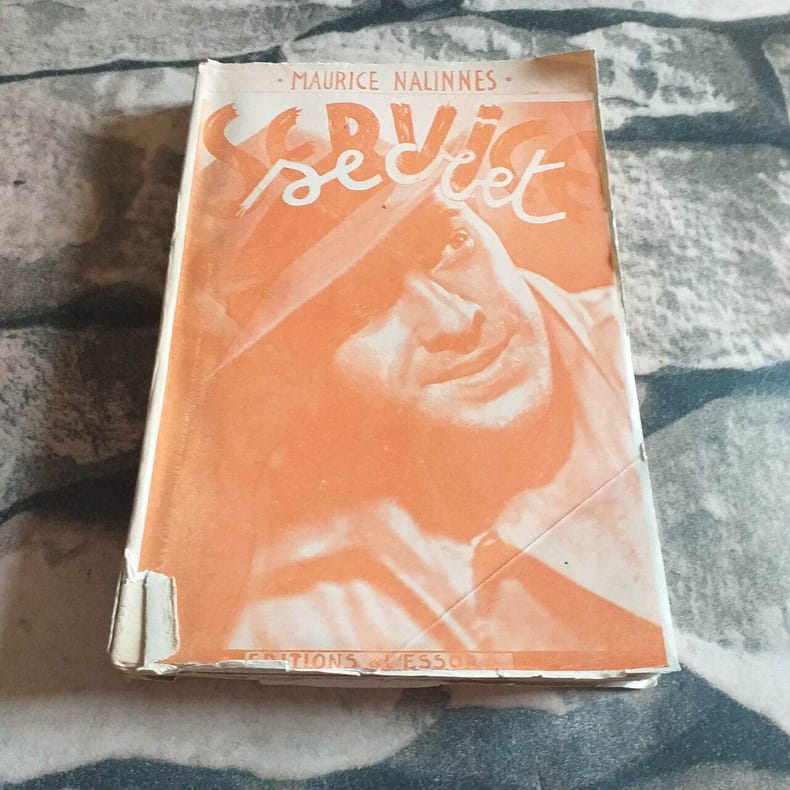 • MAURICE NALINNES •
SERVICE
secret
EDITIONS «L'ESSOR»